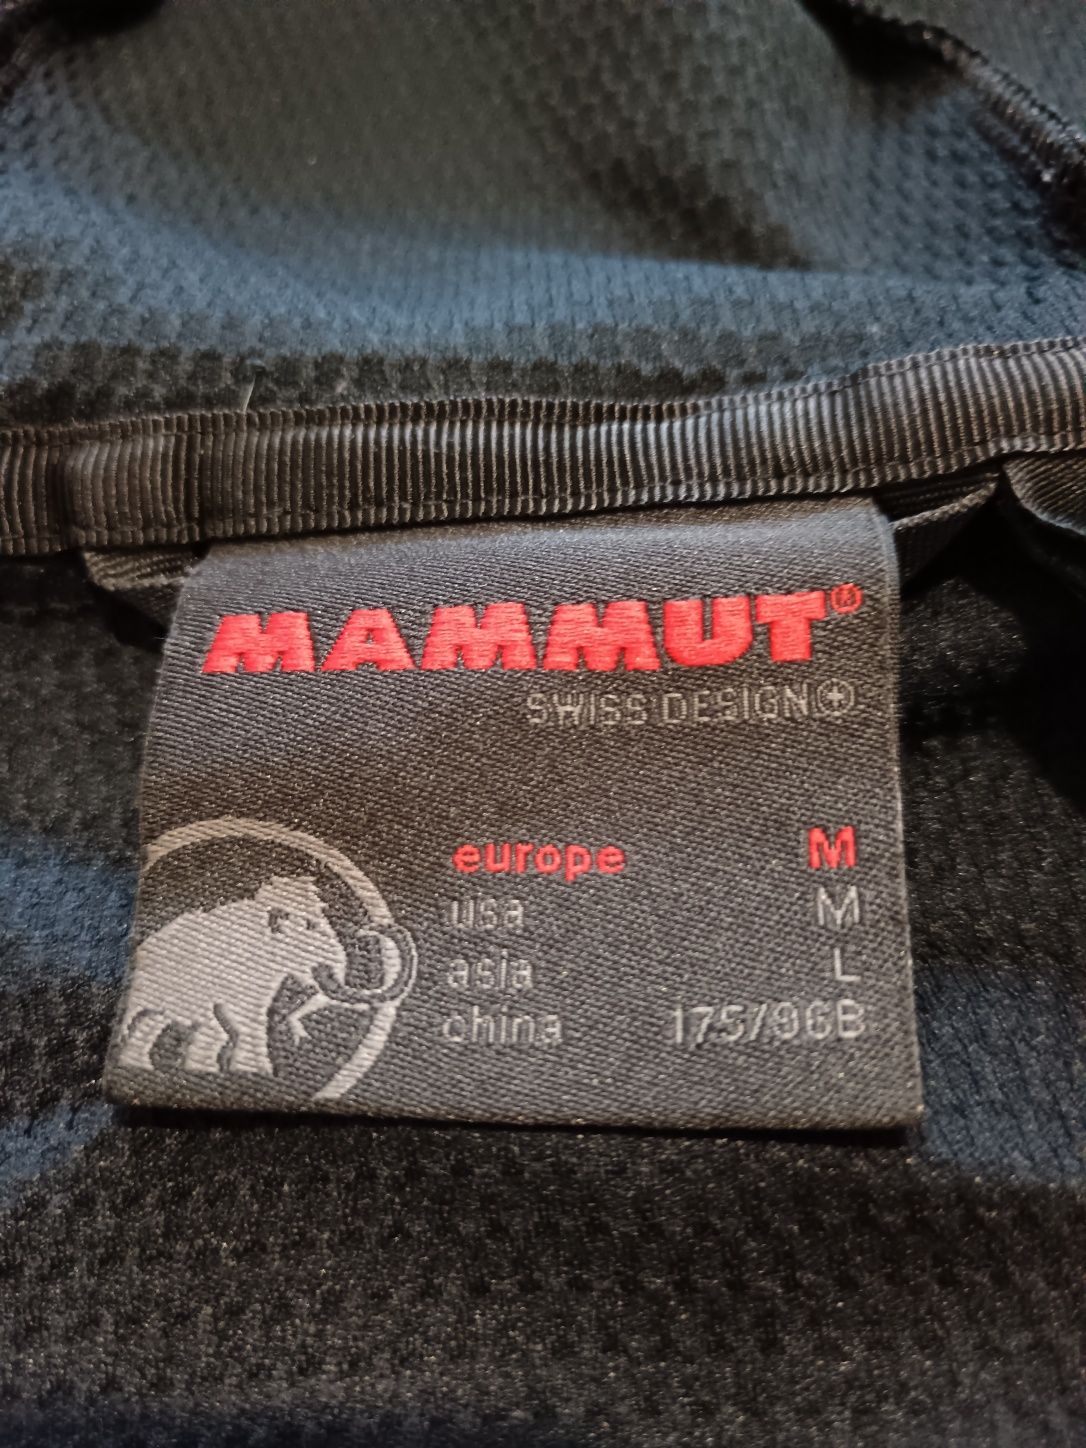 MAMMUT®
SWISS DESIGN
europe M
usa M
asia L
china 175/96B